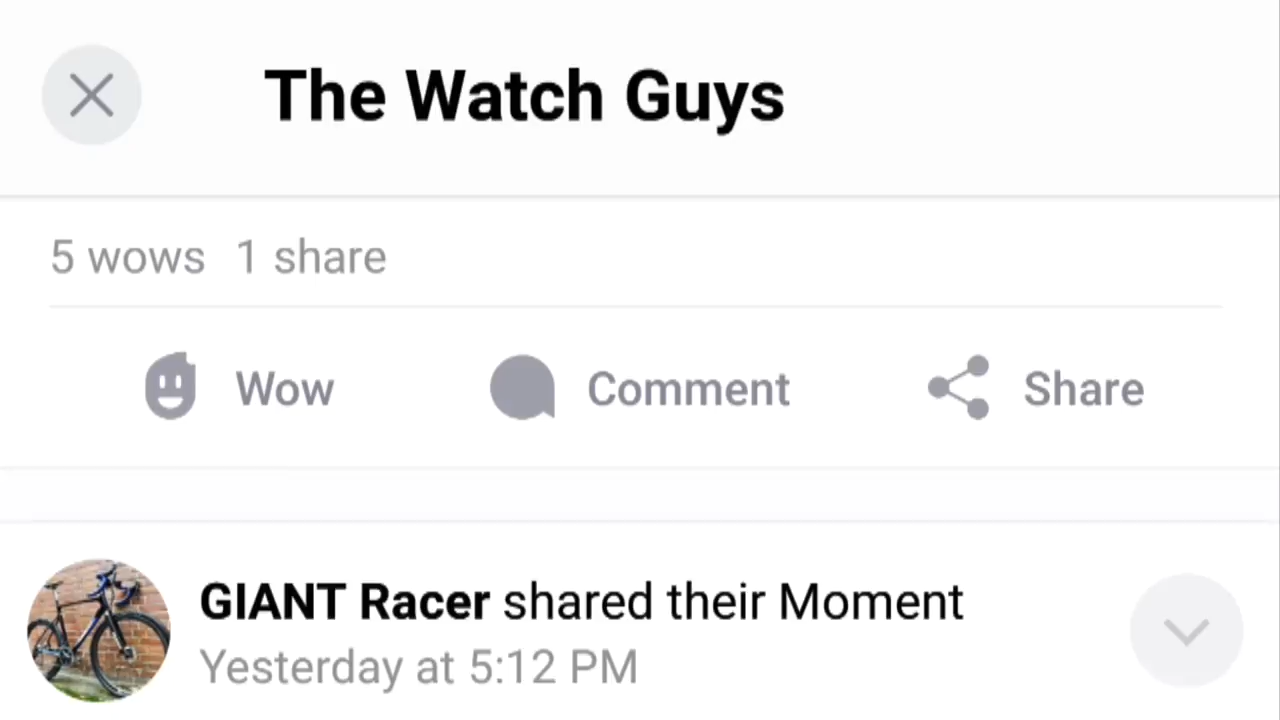 The Watch Guys
5 wows 1 share
Wow Comment Share
GIANT Racer shared their Moment
Yesterday at 5:12 PM